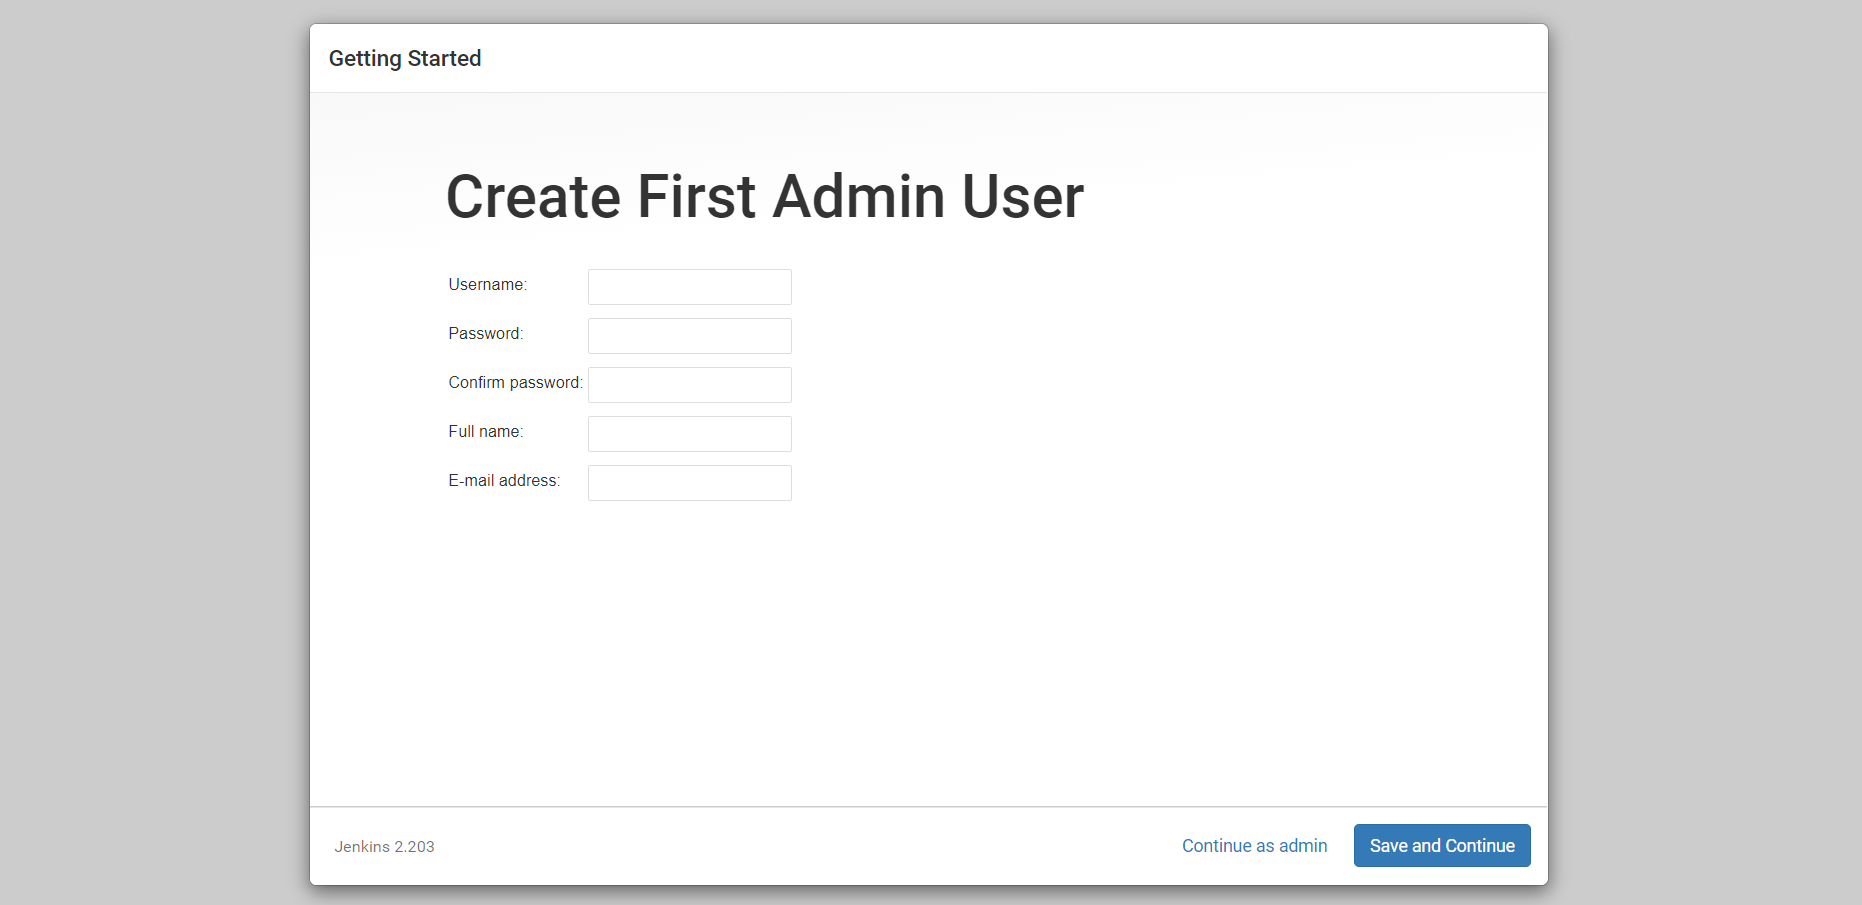 Getting Started
Create First Admin User
Username:
Password:
Confirm password:
Full name:
E-mail address:
Jenkins 2.203
Continue as admin
Save and Continue